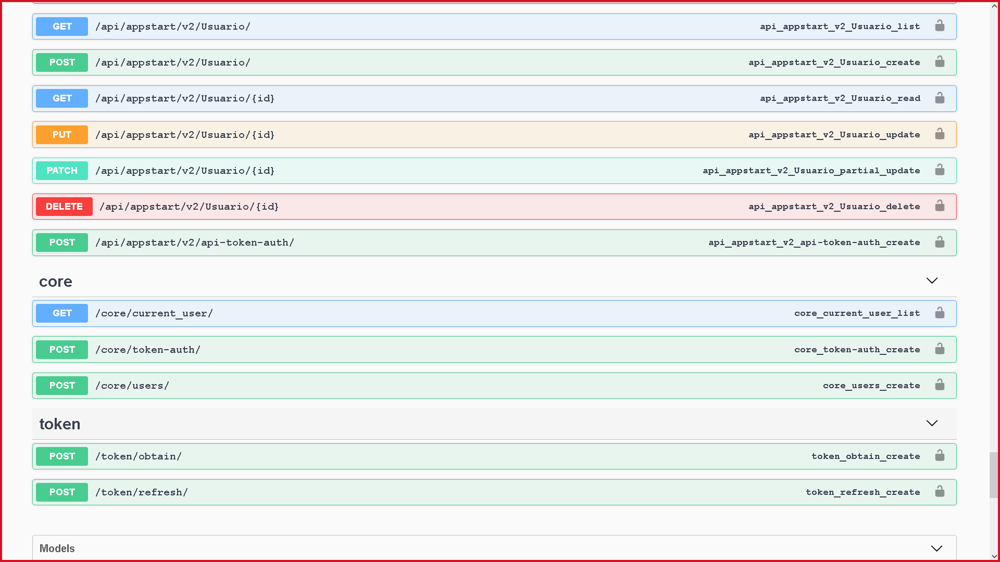 GET /api/appstart/v2/Usuario/ api_appstart_v2_Usuario_list
POST /api/appstart/v2/Usuario/ api_appstart_v2_Usuario_create
GET /api/appstart/v2/Usuario/{id} api_appstart_v2_Usuario_read
PUT /api/appstart/v2/Usuario/{id} api_appstart_v2_Usuario_update
PATCH /api/appstart/v2/Usuario/{id} api_appstart_v2_Usuario_partial_update
DELETE /api/appstart/v2/Usuario/{id} api_appstart_v2_Usuario_delete
POST /api/appstart/v2/api-token-auth/ api_appstart_v2_api-token-auth_create
core
GET /core/current_user/ core_current_user_list
POST /core/token-auth/ core_token-auth_create
POST /core/users/ core_users_create
token
POST /token/obtain/ token_obtain_create
POST /token/refresh/ token_refresh_create
Models